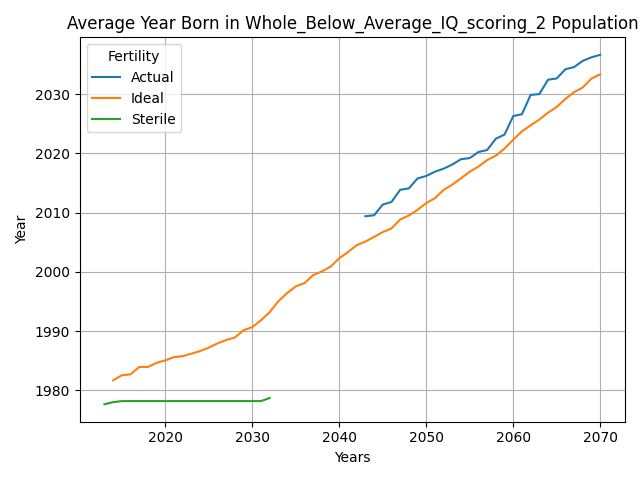 Average Year Born in Whole_Below_Average_IQ_scoring_2 Population
Fertility
Actual
Ideal
Sterile
Year
2030
2020
2010
2000
1990
1980
2020 2030 2040 2050 2060 2070
Years